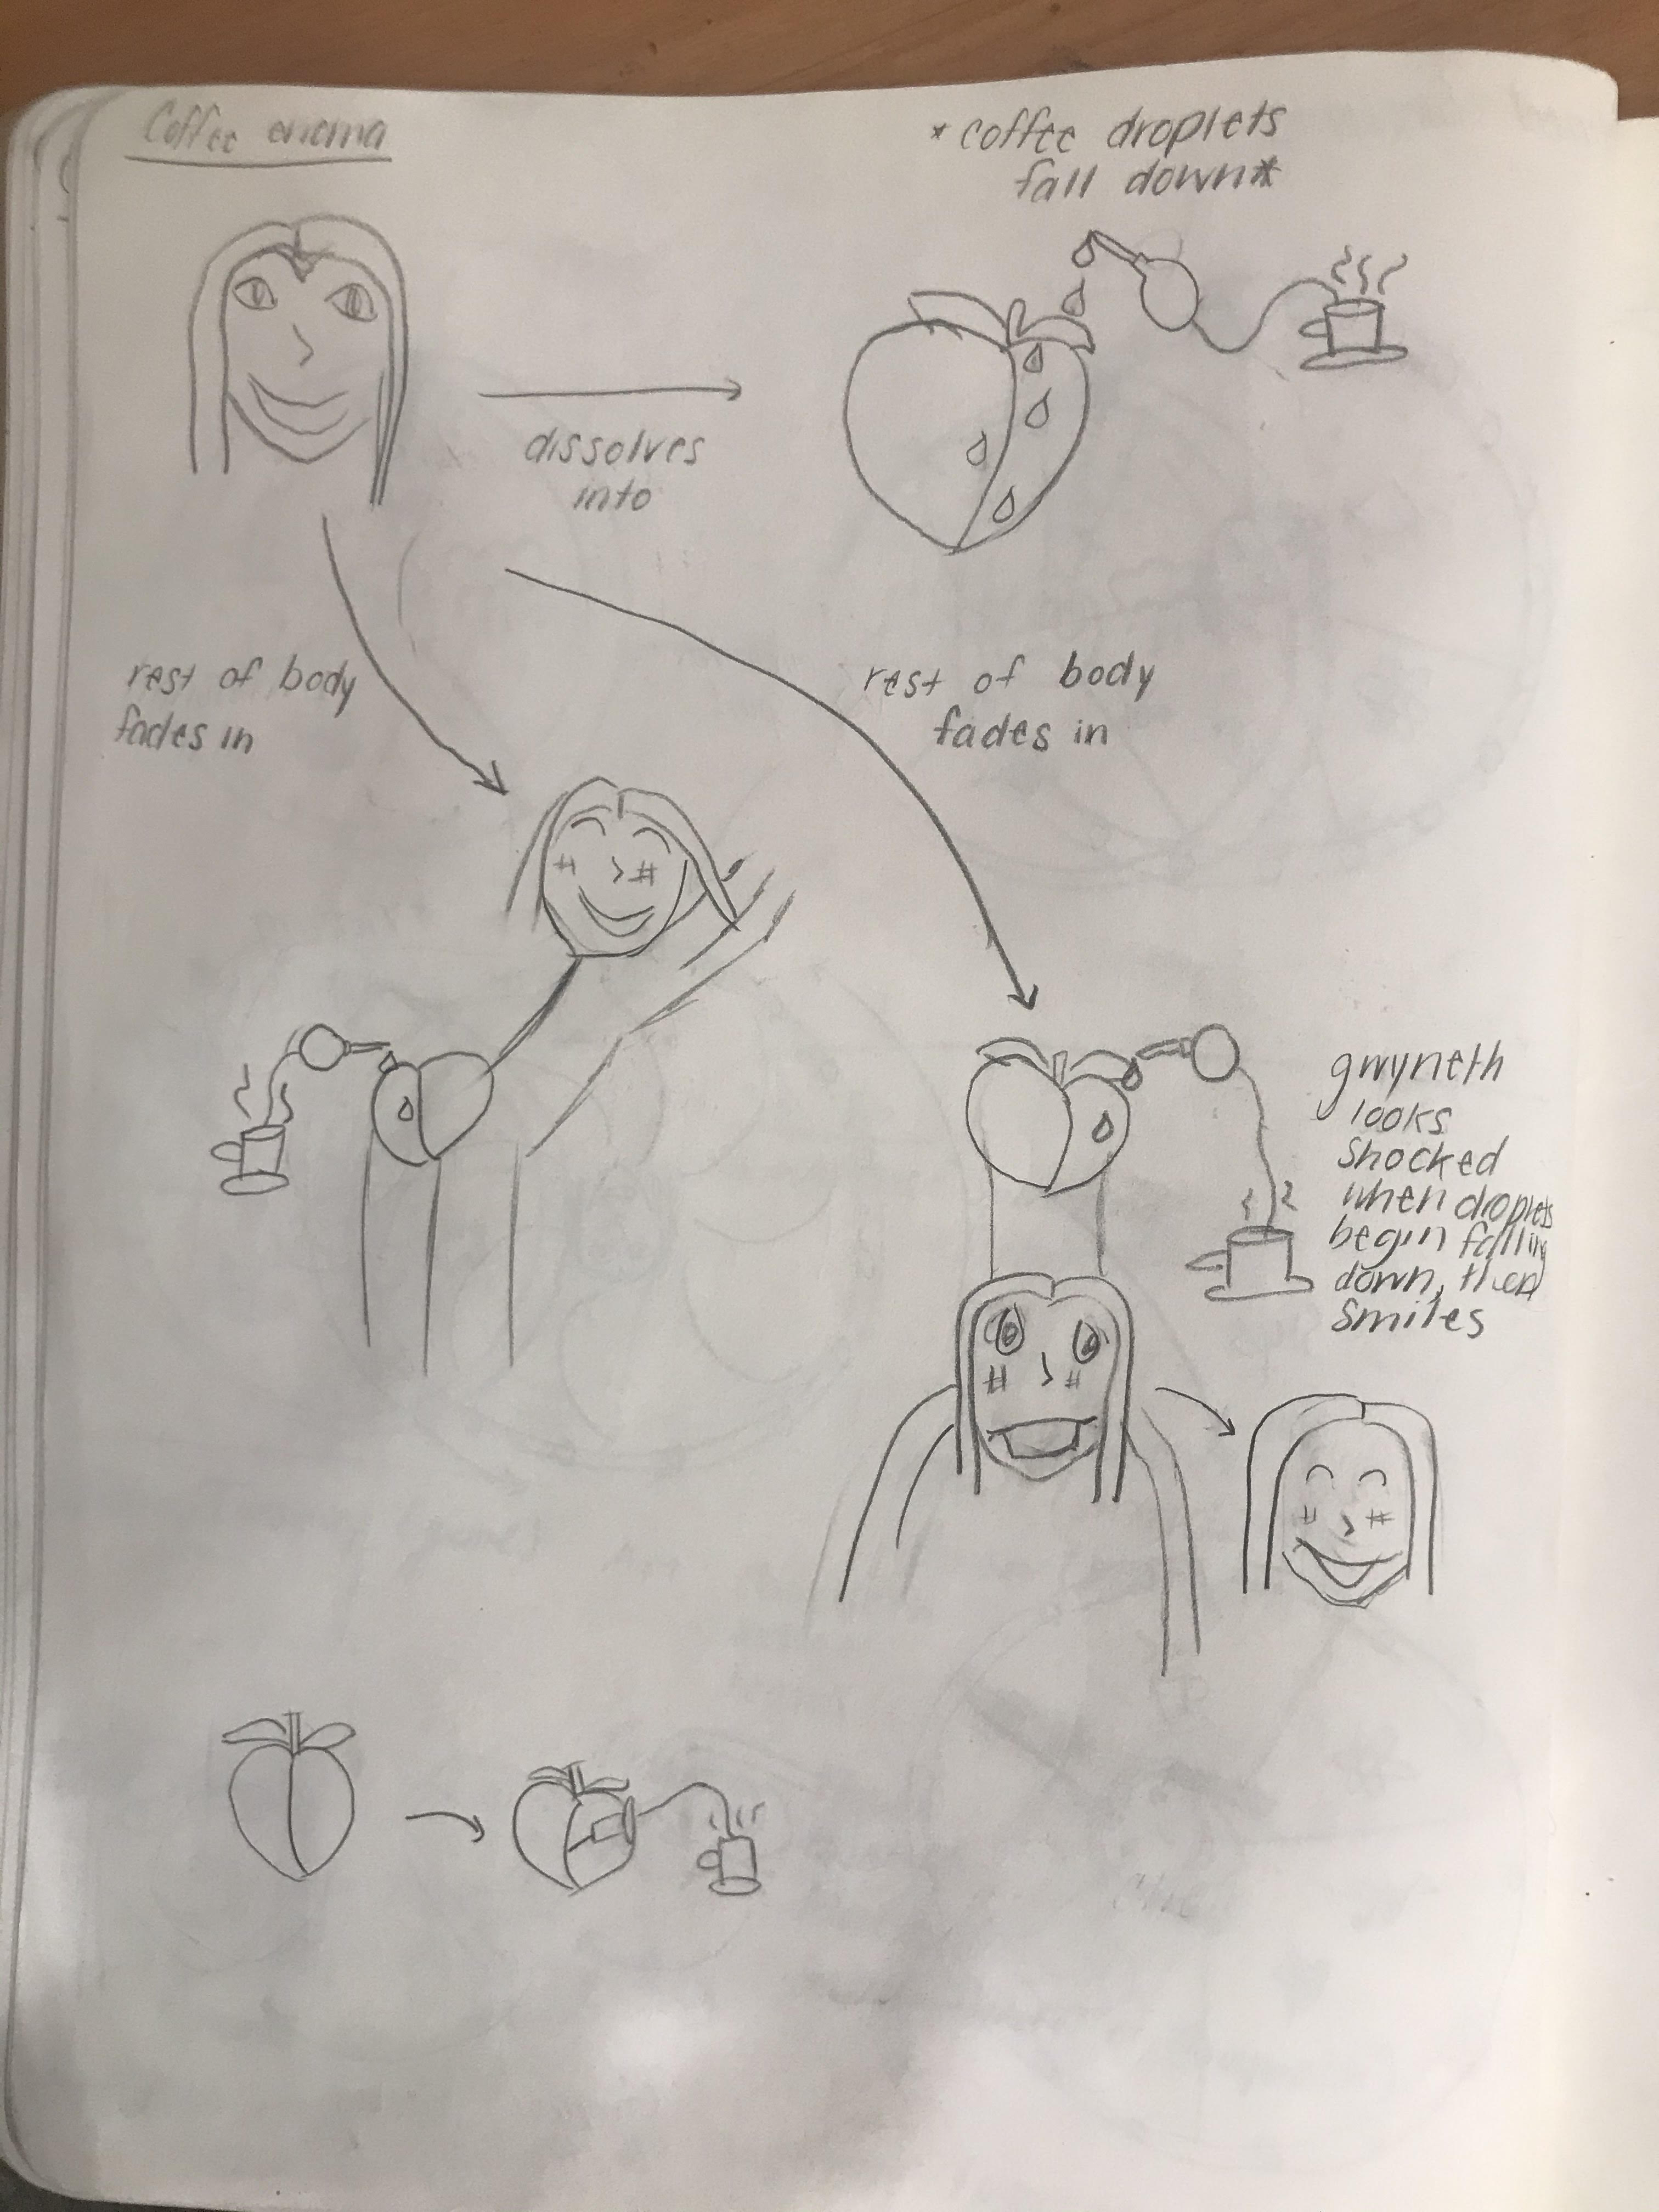 Coffee enema
*coffee droplets
fall down*
dissolves
into
rest of body
fades in
rest of body
fades in
gwyneth
looks
shocked
when droplets
begin falling
down, then
smiles